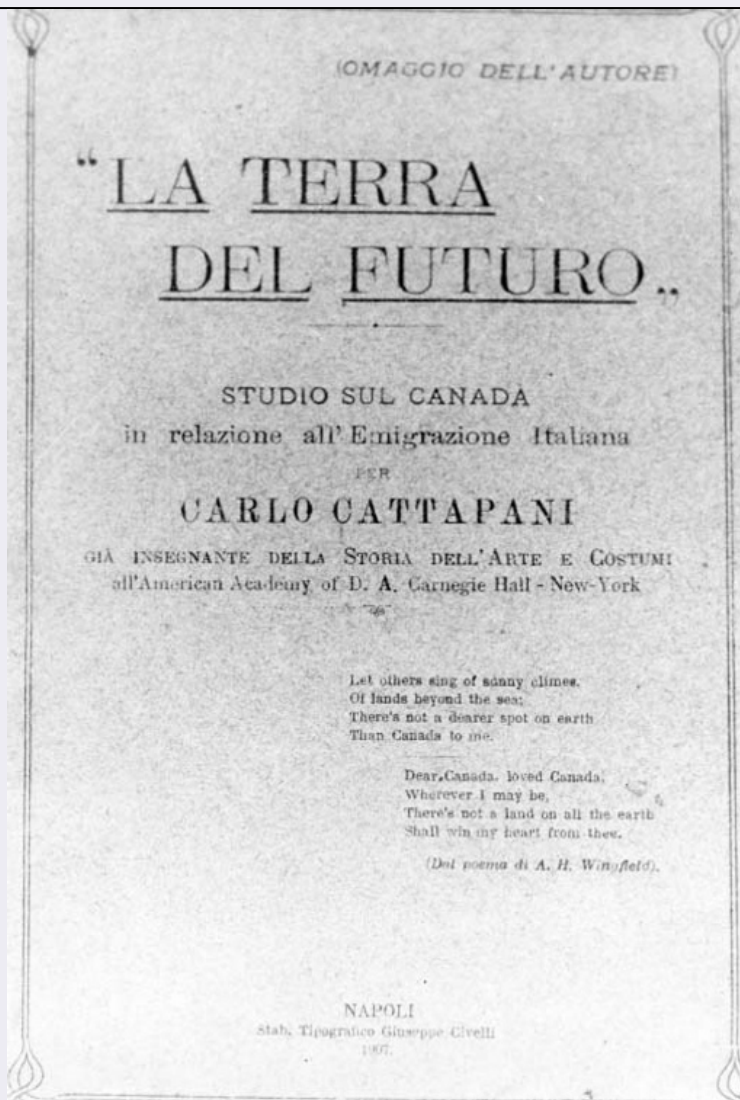 (OMAGGIO DELL'AUTORE)
“LA TERRA
DEL FUTURO„
STUDIO SUL CANADA
in relazione all'Emigrazione Italiana
PER
CARLO CATTAPANI
GIÀ INSEGNANTE DELLA STORIA DELL'ARTE E COSTUMI
all'American Academy of D. A. Carnegie Hall - New-York
Let others sing of sunny climes,
Of lands beyond the sea;
There's not a dearer spot on earth
Than Canada to me.
Dear Canada, loved Canada,
Wherever I may be,
There's not a land on all the earth
Shall win my heart from thee.
(Dal poema di A. H. Wingfield).
NAPOLI
Stab. Tipografico Giuseppe Civelli
1907.